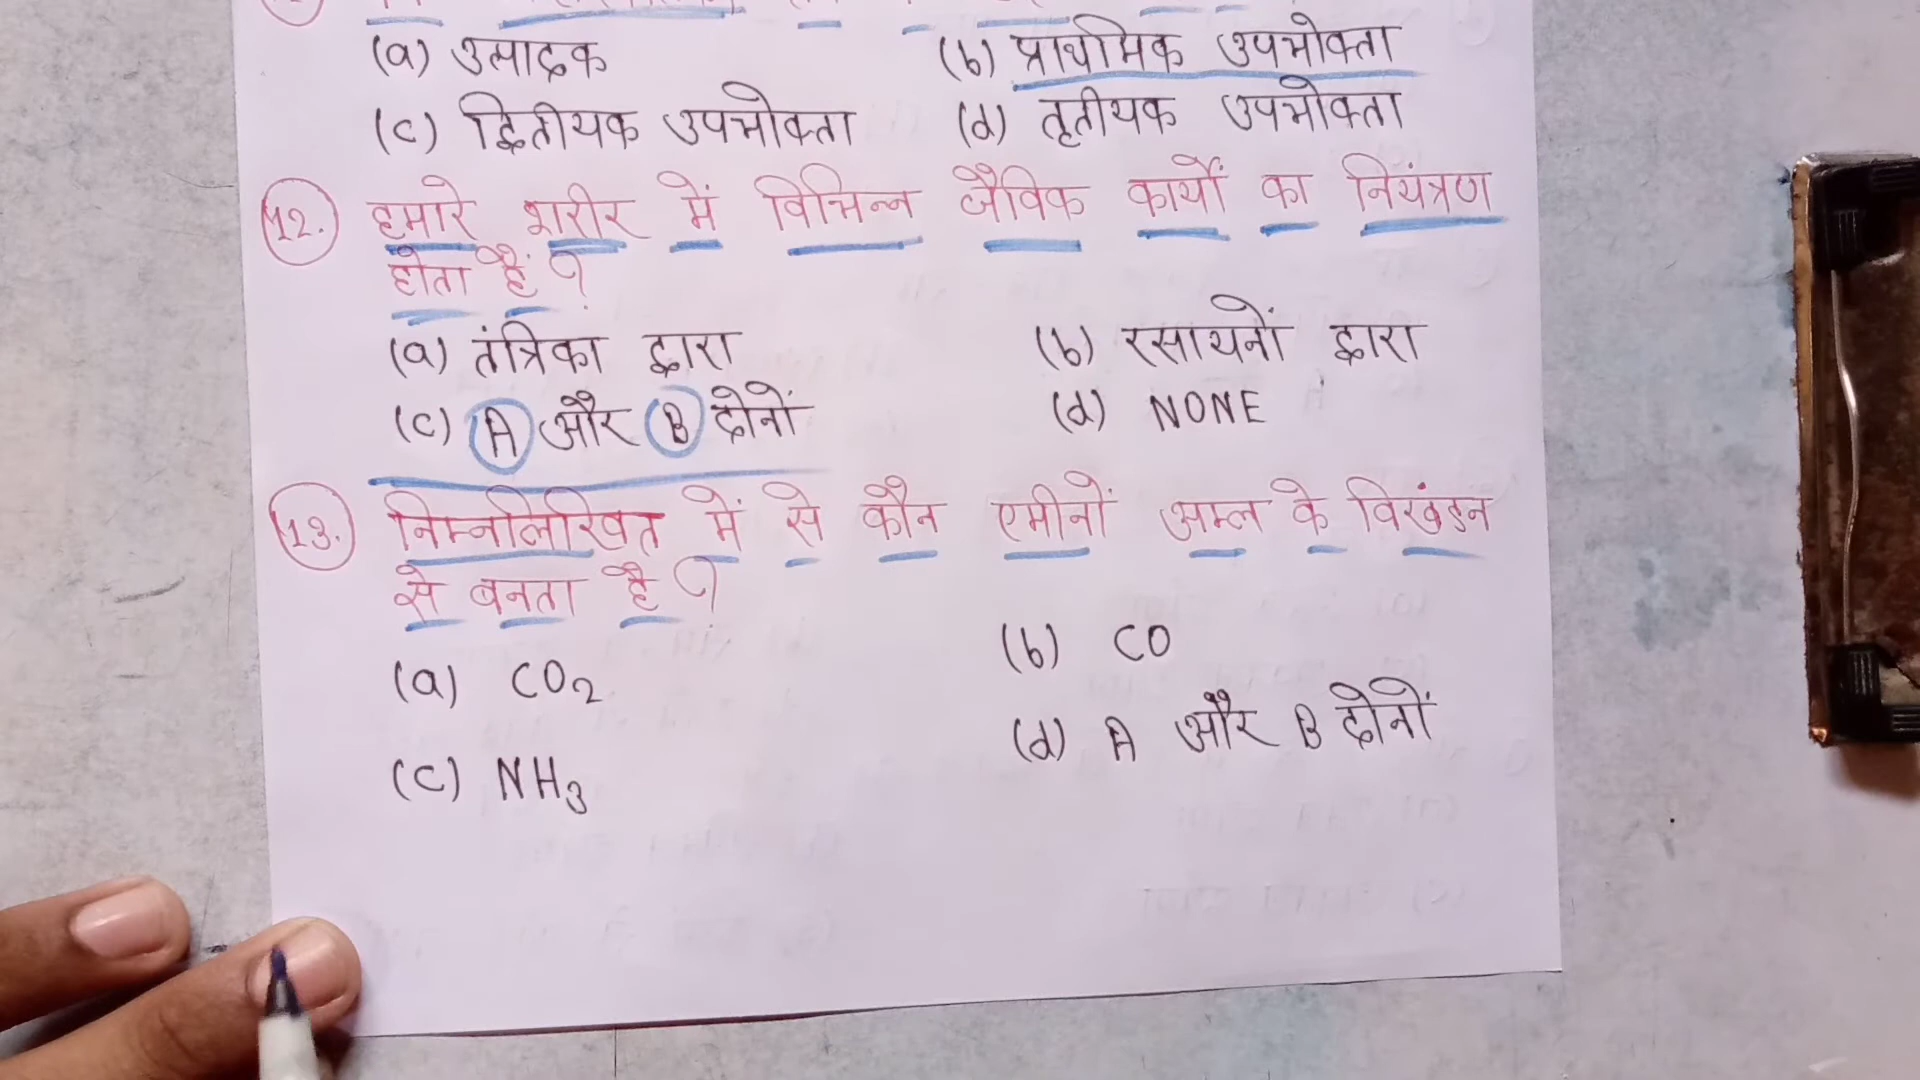 (a) उत्पादक (b) प्राथमिक उपभोक्ता
(c) द्वितीयक उपभोक्ता (d) तृतीयक उपभोक्ता
12. हमारे शरीर में विभिन्न जैविक कार्यों का नियंत्रण
होता है ?
(a) तंत्रिका द्वारा (b) रसायनों द्वारा
(c) A और B दोनों (d) NONE
13. निम्नलिखित में से कौन एमीनों अम्ल के विखंडन
से बनता है ?
(a) CO2 (b) CO
(c) NH3 (d) A और B दोनों